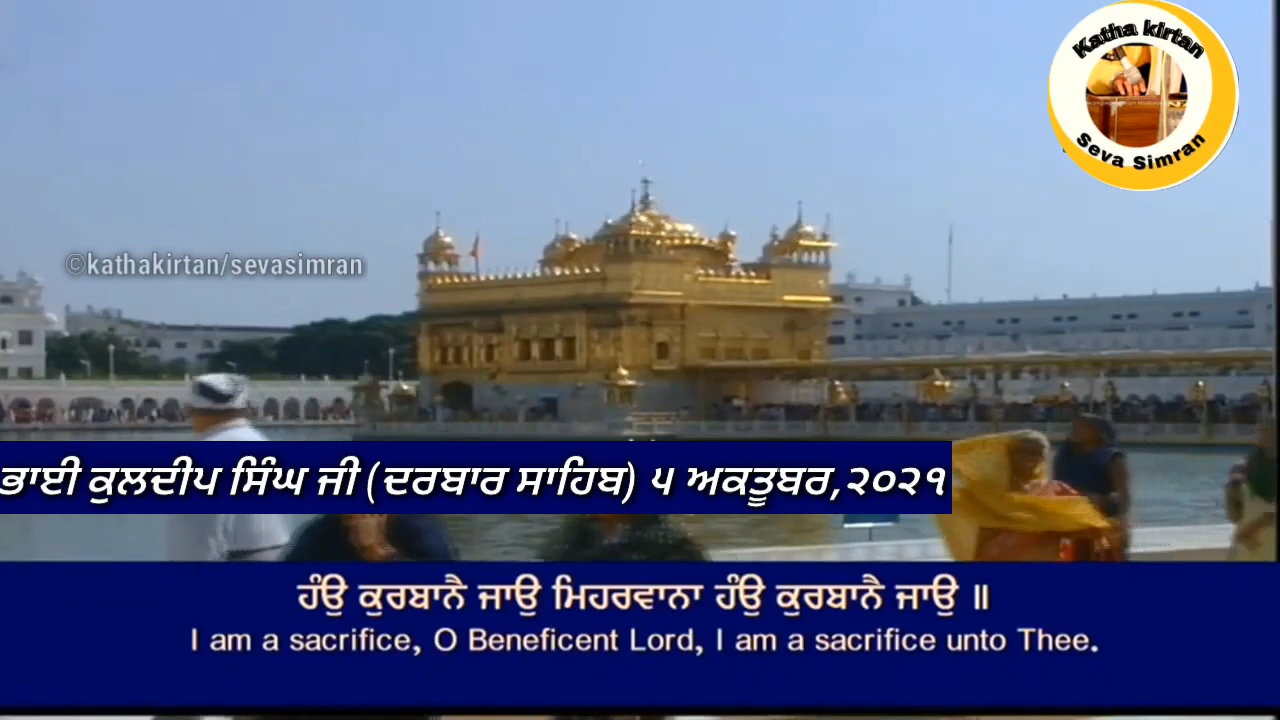 Katha kirtan
Seva Simran
©kathakirtan/sevasimran
ਭਾਈ ਕੁਲਦੀਪ ਸਿੰਘ ਜੀ (ਦਰਬਾਰ ਸਾਹਿਬ) ੫ ਅਕਤੂਬਰ,੨੦੨੧
ਹੰਉ ਕੁਰਬਾਨੈ ਜਾਉ ਮਿਹਰਵਾਨਾ ਹੰਉ ਕੁਰਬਾਨੈ ਜਾਉ ॥
I am a sacrifice, O Beneficent Lord, I am a sacrifice unto Thee.